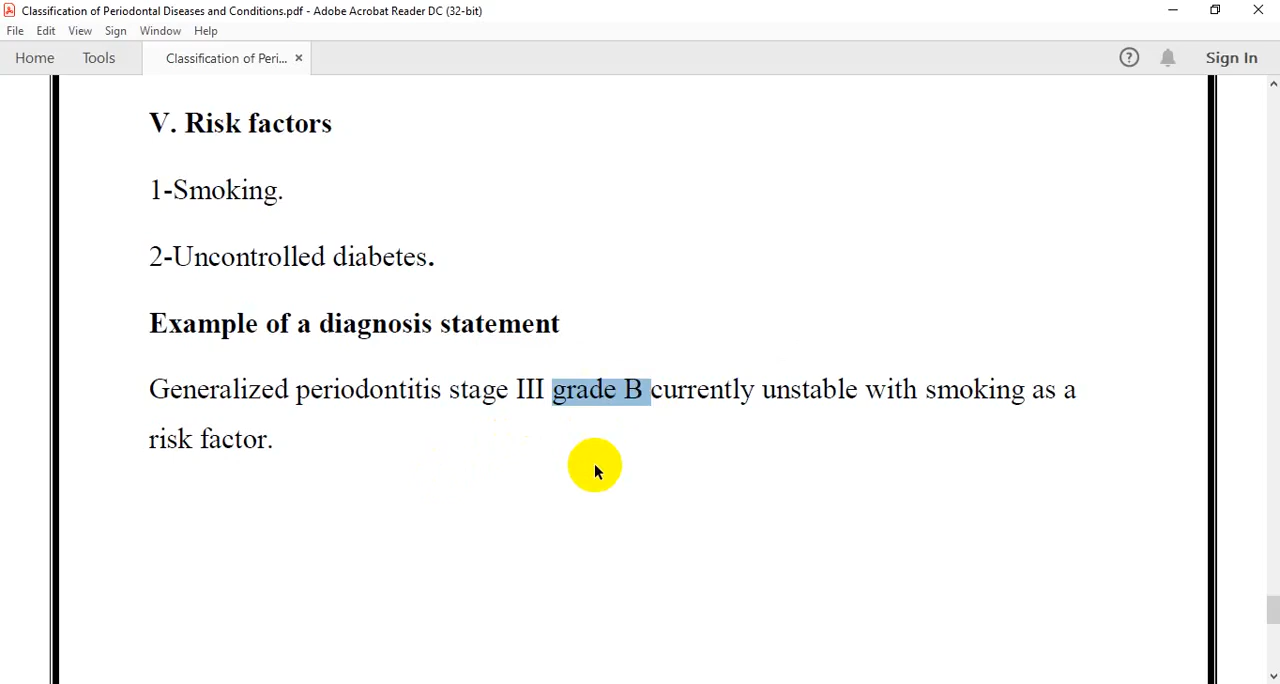 Classification of Periodontal Diseases and Conditions.pdf - Adobe Acrobat Reader DC (32-bit)
File Edit View Sign Window Help
Home Tools Classification of Peri... × ? Sign In
V. Risk factors
1-Smoking.
2-Uncontrolled diabetes.
Example of a diagnosis statement
Generalized periodontitis stage III grade B currently unstable with smoking as a
risk factor.